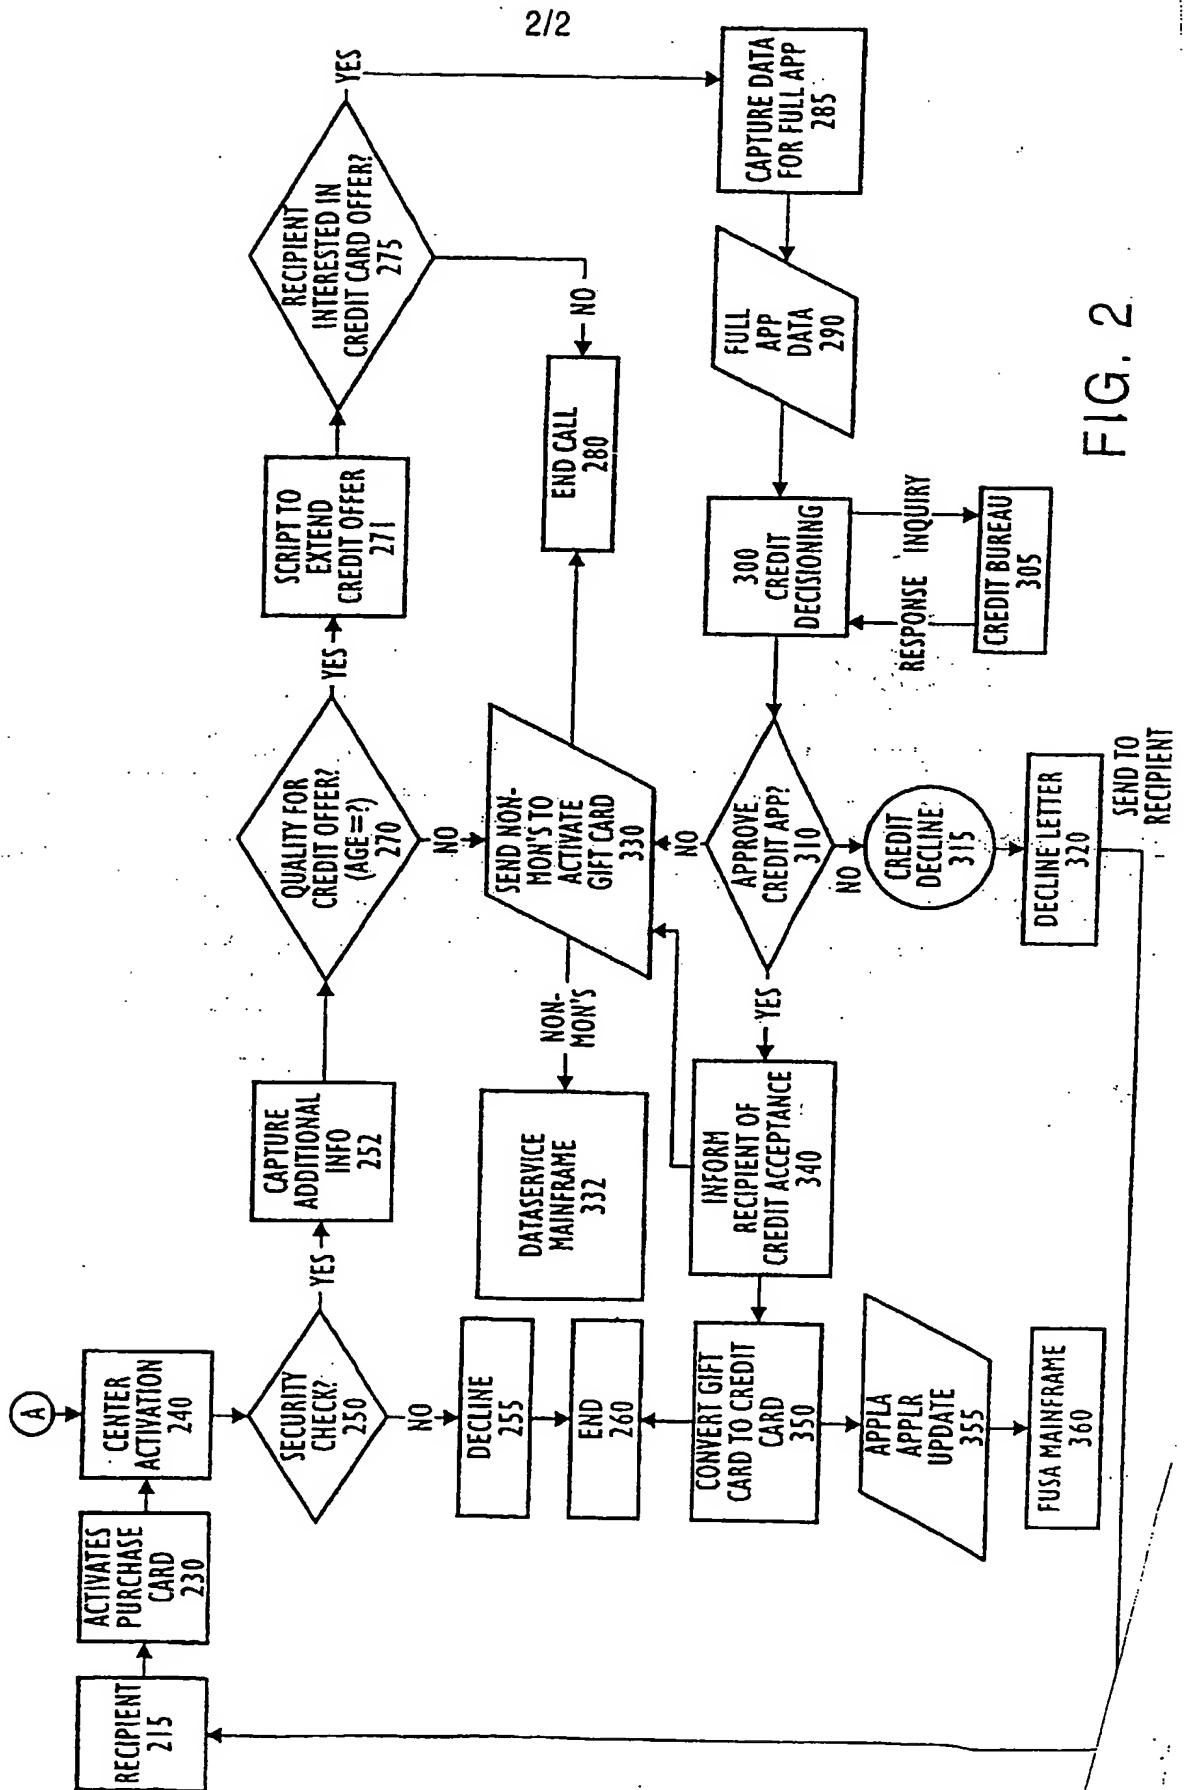 2/2
A
RECIPIENT
215
ACTIVATES
PURCHASE
CARD
230
CENTER
ACTIVATION
240
SECURITY
CHECK?
250
YES
NO
CAPTURE
ADDITIONAL
INFO
252
QUALITY FOR
CREDIT OFFER?
(AGE=?)
270
YES
NO
SCRIPT TO
EXTEND
CREDIT OFFER
271
RECIPIENT
INTERESTED IN
CREDIT CARD OFFER?
275
YES
NO
DECLINE
255
END
260
DATASERVICE
MAINFRAME
332
NON-
MON'S
SEND NON-
MON'S TO
ACTIVATE
GIFT CARD
330
END CALL
280
CAPTURE DATA
FOR FULL APP
285
FULL
APP
DATA
290
300
CREDIT
DECISIONING
RESPONSE
INQUIRY
CREDIT BUREAU
305
APPROVE
CREDIT APP?
310
NO
NO
YES
CREDIT
DECLINE
315
DECLINE LETTER
320
SEND TO
RECIPIENT
INFORM
RECIPIENT OF
CREDIT ACCEPTANCE
340
CONVERT GIFT
CARD TO CREDIT
CARD
350
APPLA
APPLR
UPDATE
355
FUSA MAINFRAME
360
FIG. 2